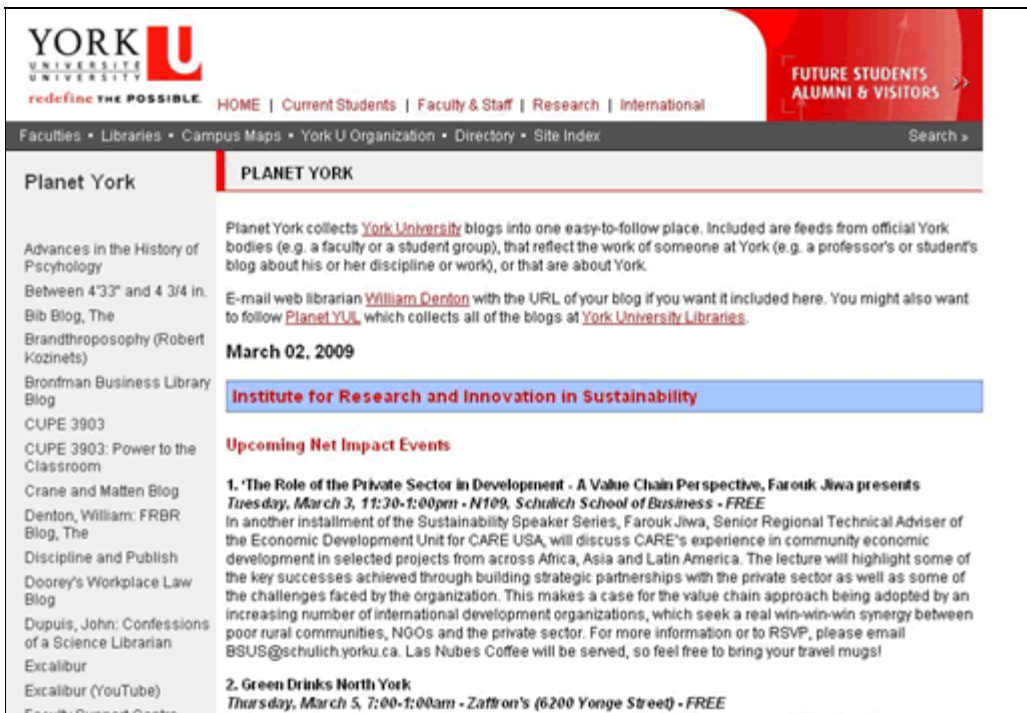 YORK U
UNIVERSITÉ
UNIVERSITY
redefine THE POSSIBLE.
HOME | Current Students | Faculty & Staff | Research | International
FUTURE STUDENTS »
ALUMNI & VISITORS
Faculties • Libraries • Campus Maps • York U Organization • Directory • Site Index
Search »
Planet York
Advances in the History of
Pscyhology
Between 4'33" and 4 3/4 in.
Bib Blog, The
Brandthroposophy (Robert
Kozinets)
Bronfman Business Library
Blog
CUPE 3903
CUPE 3903: Power to the
Classroom
Crane and Matten Blog
Denton, William: FRBR
Blog, The
Discipline and Publish
Doorey's Workplace Law
Blog
Dupuis, John: Confessions
of a Science Librarian
Excalibur
Excalibur (YouTube)
Faculty Support Centre
PLANET YORK
Planet York collects York University blogs into one easy-to-follow place. Included are feeds from official York
bodies (e.g. a faculty or a student group), that reflect the work of someone at York (e.g. a professor's or student's
blog about his or her discipline or work), or that are about York.
E-mail web librarian William Denton with the URL of your blog if you want it included here. You might also want
to follow Planet YUL which collects all of the blogs at York University Libraries.
March 02, 2009
Institute for Research and Innovation in Sustainability
Upcoming Net Impact Events
1. 'The Role of the Private Sector in Development - A Value Chain Perspective, Farouk Jiwa presents
Tuesday, March 3, 11:30-1:00pm - N109, Schulich School of Business - FREE
In another installment of the Sustainability Speaker Series, Farouk Jiwa, Senior Regional Technical Adviser of
the Economic Development Unit for CARE USA, will discuss CARE's experience in community economic
development in selected projects from across Africa, Asia and Latin America. The lecture will highlight some of
the key successes achieved through building strategic partnerships with the private sector as well as some of
the challenges faced by the organization. This makes a case for the value chain approach being adopted by an
increasing number of international development organizations, which seek a real win-win-win synergy between
poor rural communities, NGOs and the private sector. For more information or to RSVP, please email
BSUS@schulich.yorku.ca. Las Nubes Coffee will be served, so feel free to bring your travel mugs!
2. Green Drinks North York
Thursday, March 5, 7:00-1:00am - Zaffron's (6200 Yonge Street) - FREE